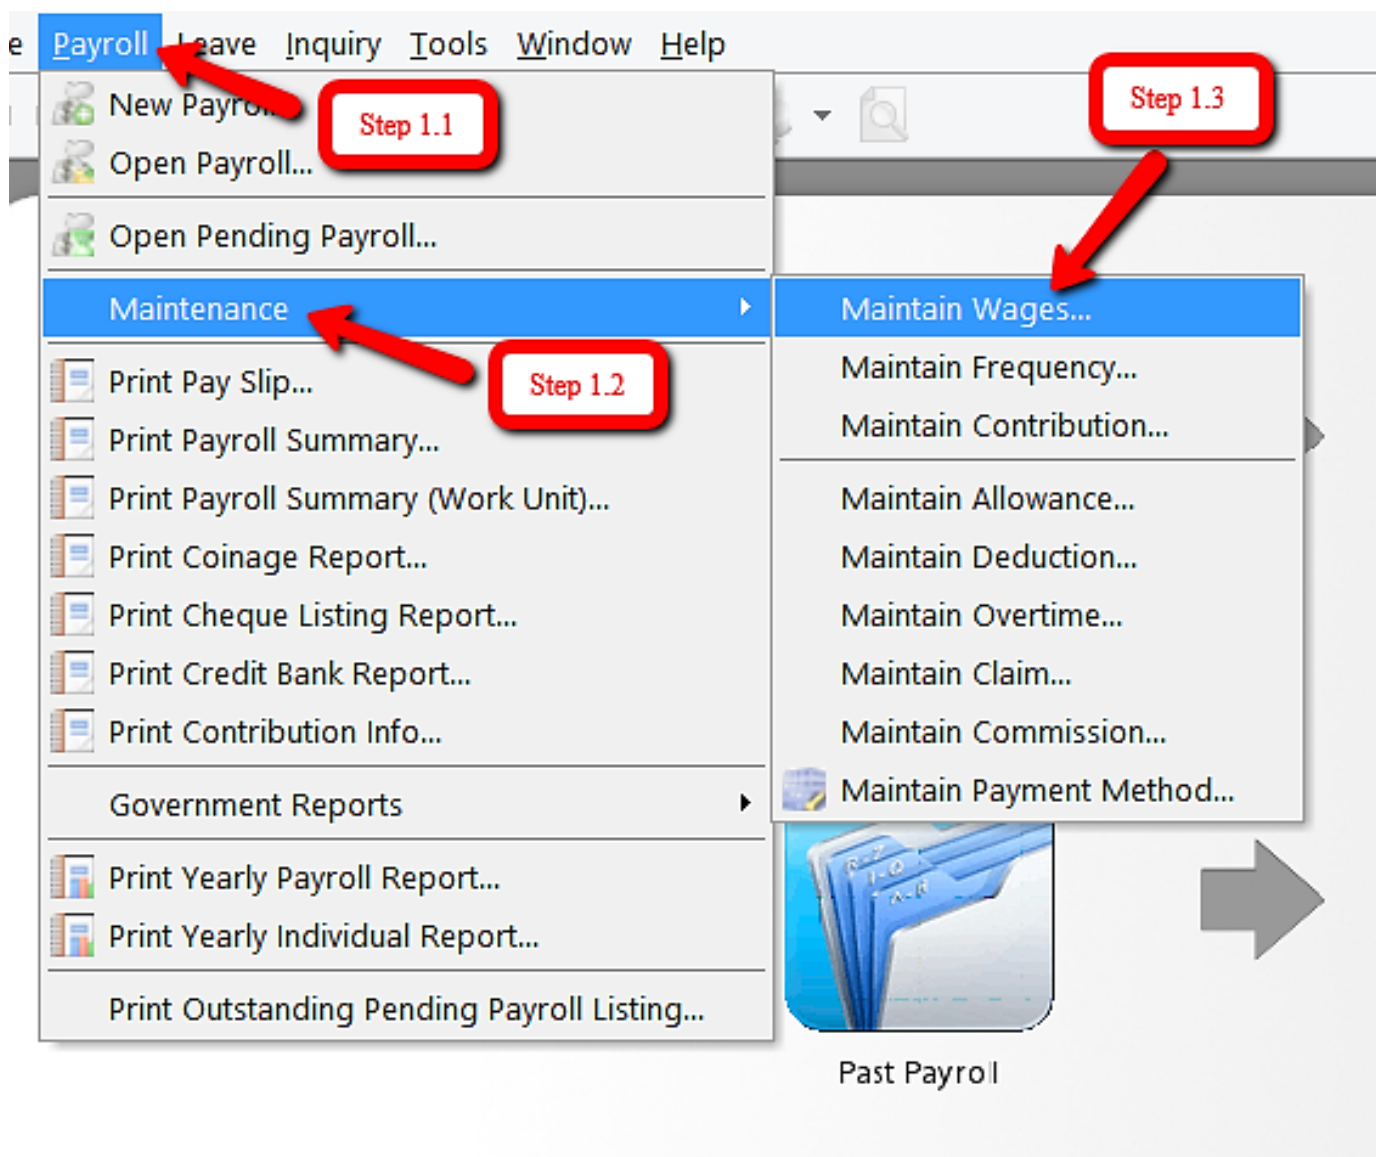 e Payroll Leave Inquiry Tools Window Help
New Payroll...
Step 1.1
Step 1.3
Open Payroll...
Open Pending Payroll...
Maintenance
Step 1.2
Print Pay Slip...
Print Payroll Summary...
Print Payroll Summary (Work Unit)...
Print Coinage Report...
Print Cheque Listing Report...
Print Credit Bank Report...
Print Contribution Info...
Government Reports
Print Yearly Payroll Report...
Print Yearly Individual Report...
Print Outstanding Pending Payroll Listing...
Maintain Wages...
Maintain Frequency...
Maintain Contribution...
Maintain Allowance...
Maintain Deduction...
Maintain Overtime...
Maintain Claim...
Maintain Commission...
Maintain Payment Method...
R-Z
I-Q
A-H
Past Payroll